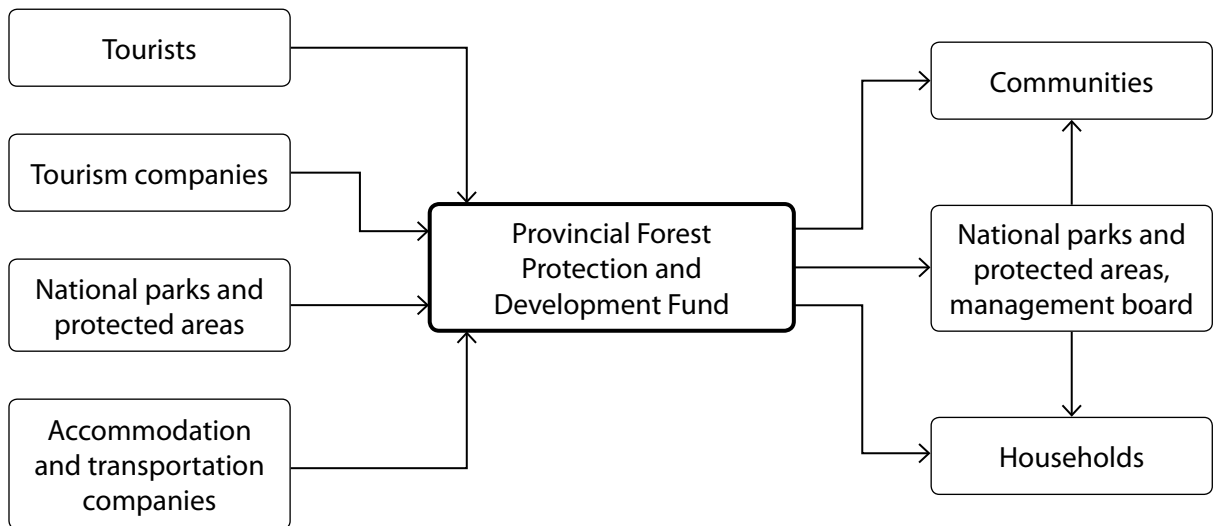 Tourists
Tourism companies
National parks and
protected areas
Accommodation
and transportation
companies
Provincial Forest
Protection and
Development Fund
Communities
National parks and
protected areas,
management board
Households